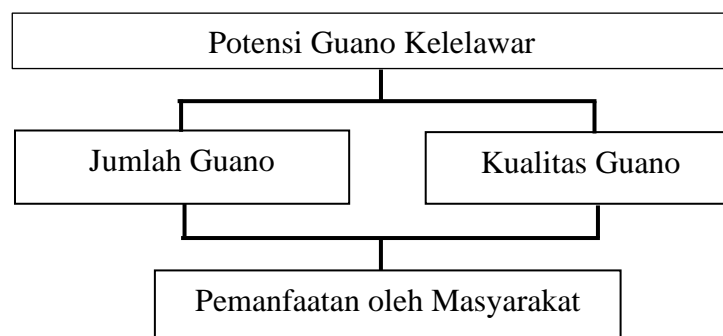 Potensi Guano Kelelawar
Jumlah Guano
Kualitas Guano
Pemanfaatan oleh Masyarakat